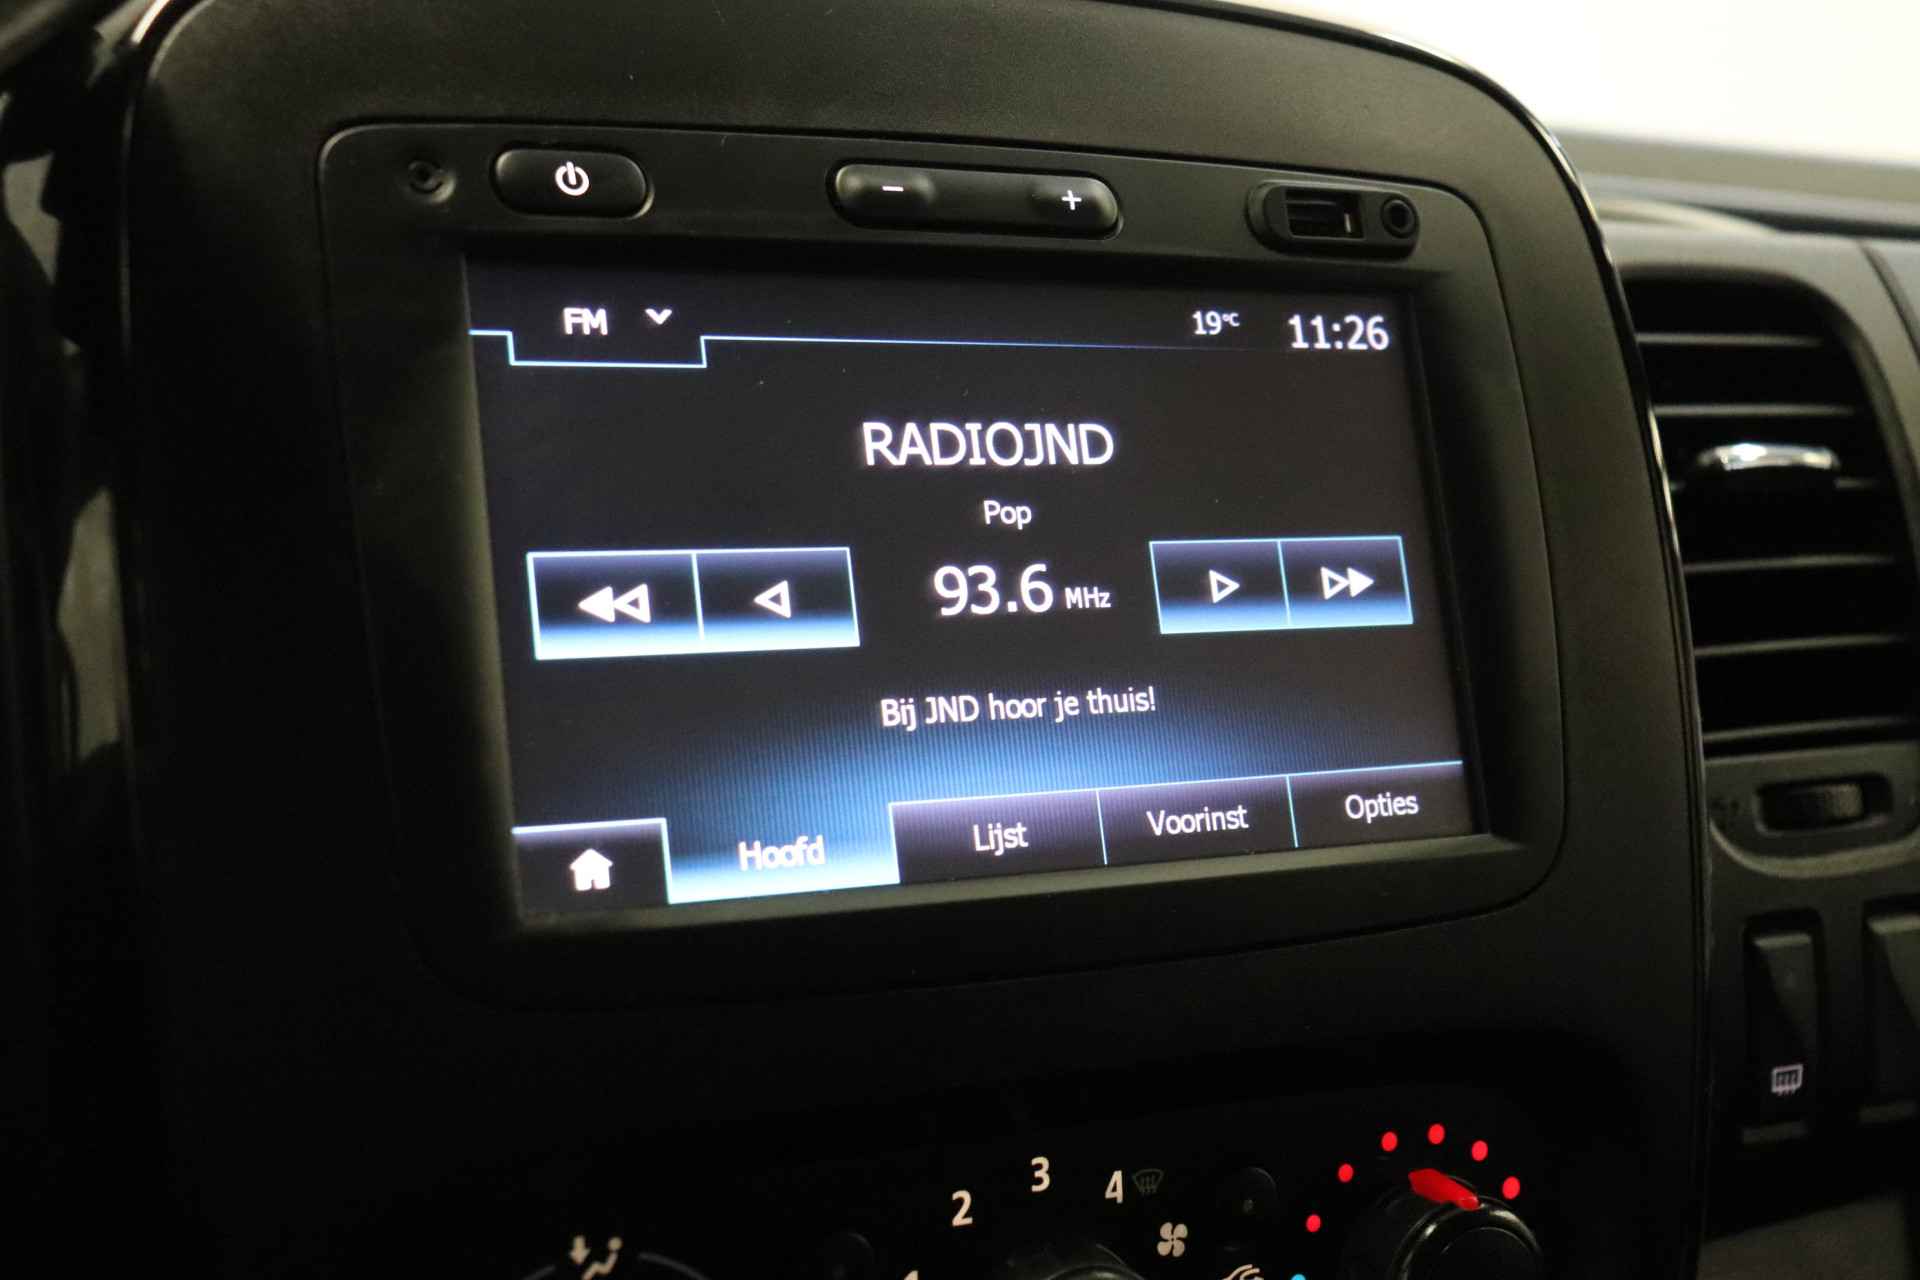 FM 19°C 11:26
RADIOJND
Pop
93.6 MHz
Bij JND hoor je thuis!
Hoofd Lijst Voorinst Opties
2 3 4